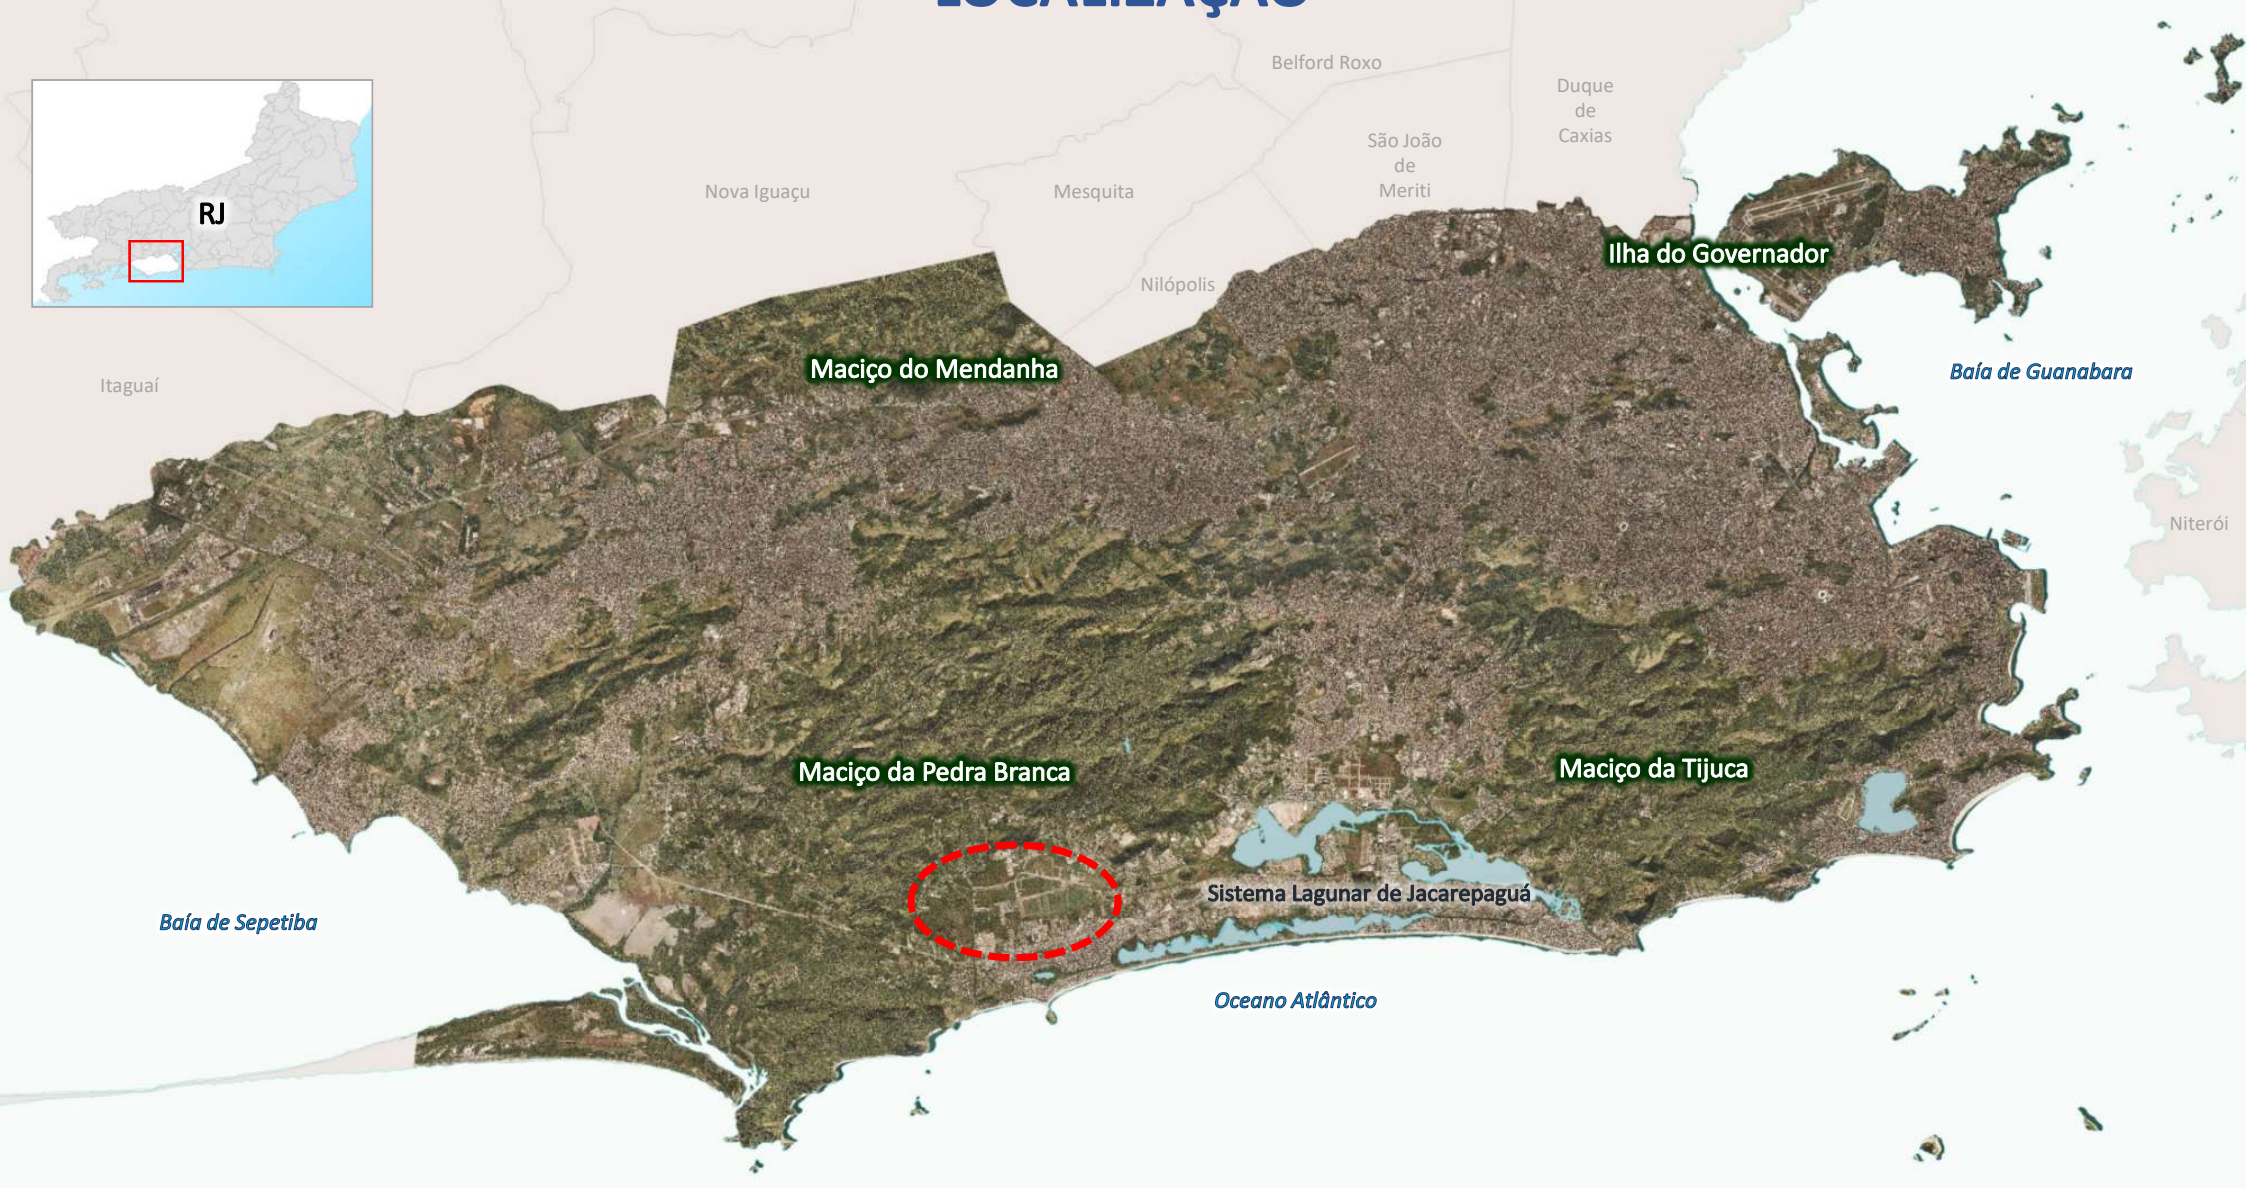 LOCALIZAÇÃO
Belford Roxo
Duque
de
Caxias
São João
de
Meriti
Nova Iguaçu
Mesquita
RJ
Ilha do Governador
Nilópolis
Maciço do Mendanha
Baía de Guanabara
Itaguaí
Niterói
Maciço da Pedra Branca
Maciço da Tijuca
Sistema Lagunar de Jacarepaguá
Baía de Sepetiba
Oceano Atlântico